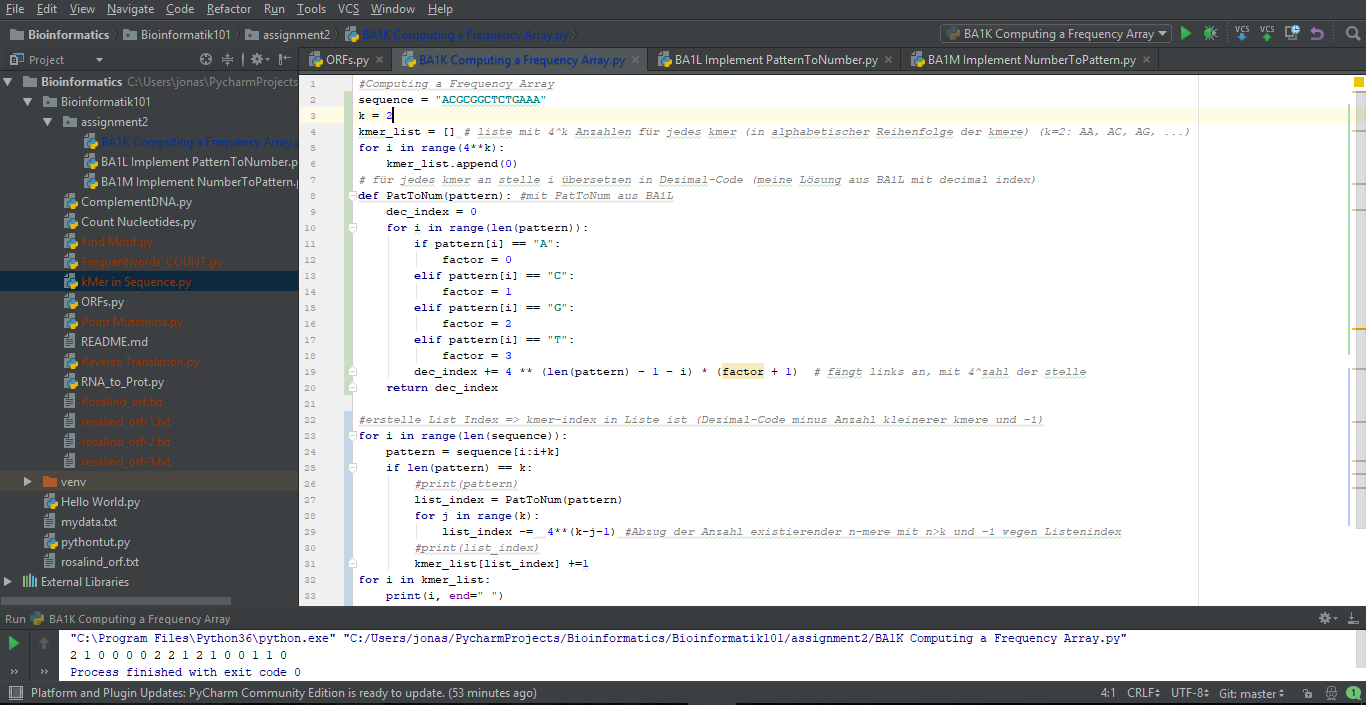 File Edit View Navigate Code Refactor Run Tools VCS Window Help
Bioinformatics Bioinformatik101 assignment2 BA1K Computing a Frequency Array.py BA1K Computing a Frequency Array VCS VCS
Project ORFs.py BA1K Computing a Frequency Array.py BA1L Implement PatternToNumber.py BA1M Implement NumberToPattern.py
Bioinformatics C:\Users\jonas\PycharmProjects
Bioinformatik101
assignment2
BA1K Computing a Frequency Array.p
BA1L Implement PatternToNumber.p
BA1M Implement NumberToPattern.
ComplementDNA.py
Count Nucleotides.py
Find Motif.py
Frequentwords_COUNT.py
kMer in Sequence.py
ORFs.py
Point Mutations.py
README.md
Reverse Translation.py
RNA_to_Prot.py
Rosalind_orf.txt
rosalind_orf-1.txt
rosalind_orf-2.txt
rosalind_orf-3.txt
venv
Hello World.py
mydata.txt
pythontut.py
rosalind_orf.txt
External Libraries
1 #Computing a Frequency Array
2 sequence = "ACGCGGCTCTGAAA"
3 k = 2
4 kmer_list = [] # liste mit 4^k Anzahlen für jedes kmer (in alphabetischer Reihenfolge der kmere) (k=2: AA, AC, AG, ...)
5 for i in range(4**k):
6 kmer_list.append(0)
7 # für jedes kmer an stelle i übersetzen in Dezimal-Code (meine Lösung aus BA1L mit decimal index)
8 def PatToNum(pattern): #mit PatToNum aus BA1L
9 dec_index = 0
10 for i in range(len(pattern)):
11 if pattern[i] == "A":
12 factor = 0
13 elif pattern[i] == "C":
14 factor = 1
15 elif pattern[i] == "G":
16 factor = 2
17 elif pattern[i] == "T":
18 factor = 3
19 dec_index += 4 ** (len(pattern) - 1 - i) * (factor + 1) # fängt links an, mit 4^zahl der stelle
20 return dec_index
21
22 #erstelle List Index => kmer-index in Liste ist (Dezimal-Code minus Anzahl kleinerer kmere und -1)
23 for i in range(len(sequence)):
24 pattern = sequence[i:i+k]
25 if len(pattern) == k:
26 #print(pattern)
27 list_index = PatToNum(pattern)
28 for j in range(k):
29 list_index -= 4**(k-j-1) #Abzug der Anzahl existierender n-mere mit n>k und -1 wegen Listenindex
30 #print(list_index)
31 kmer_list[list_index] +=1
32 for i in kmer_list:
33 print(i, end=" ")
Run BA1K Computing a Frequency Array
"C:\Program Files\Python36\python.exe" "C:/Users/jonas/PycharmProjects/Bioinformatics/Bioinformatik101/assignment2/BA1K Computing a Frequency Array.py"
2 1 0 0 0 0 2 2 1 2 1 0 0 1 1 0
Process finished with exit code 0
Platform and Plugin Updates: PyCharm Community Edition is ready to update. (53 minutes ago) 4:1 CRLF UTF-8 Git: master 1